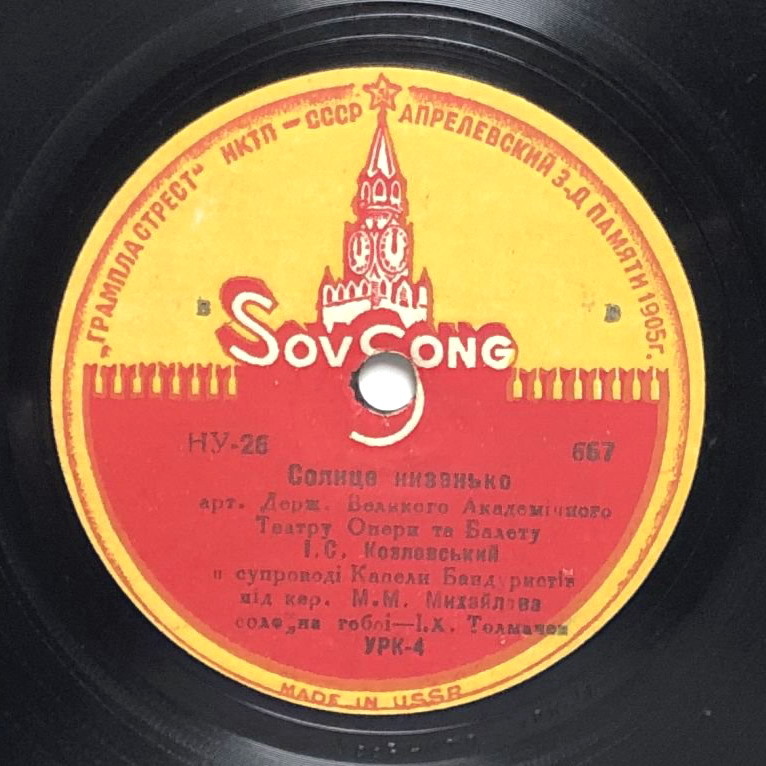 „ГРАМПЛАСТРЕСТ“ НКТП — СССР АПРЕЛЕВСКИЙ З-Д ПАМЯТИ 1905г.
В В
SovSong
НУ-26 667
Солнце низенько
арт. Держ. Великого Академічного
Театру Опери та Балету
І.С. Козловський
в супроводі Капели Бандуристів
під кер. М.М. Михайлова
соло „на гобої—І.Х. Толмачов
УРК-4
MADE IN USSR